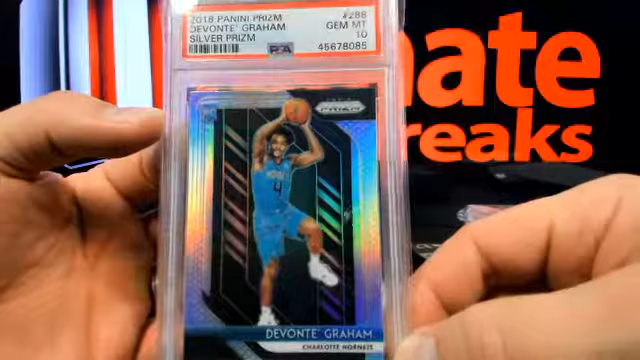 2018 PANINI PRIZM #288
DEVONTE' GRAHAM GEM MT
SILVER PRIZM 10
PSA 45678085
nate
reaks
PRIZM
4
DEVONTE' GRAHAM
CHARLOTTE HORNETS